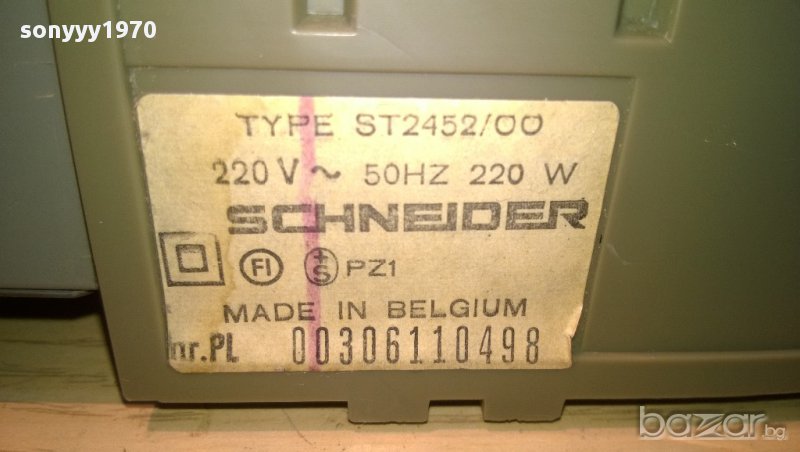 sonyyy1970
TYPE ST2452/00
220 V ~ 50HZ 220 W
SCHNEIDER
FI +S PZ1
MADE IN BELGIUM
nr.PL 00306110498
bazar.bg